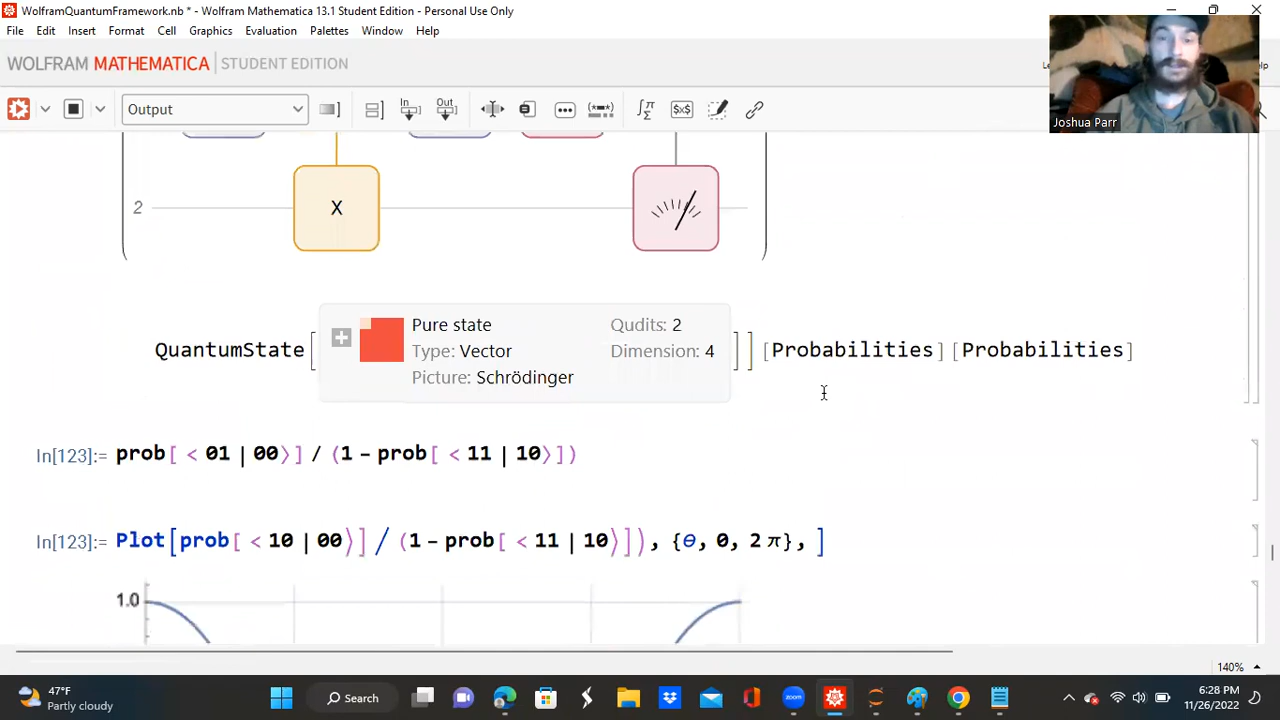 WolframQuantumFramework.nb * - Wolfram Mathematica 13.1 Student Edition - Personal Use Only
File Edit Insert Format Cell Graphics Evaluation Palettes Window Help
WOLFRAM MATHEMATICA | STUDENT EDITION
Output
Joshua Parr
X
2
QuantumState[
Pure state
Type: Vector
Picture: Schrödinger
Qudits: 2
Dimension: 4
]][Probabilities][Probabilities]
In[123]:= prob[ < 01 | 00⟩] / (1 - prob[ < 11 | 10⟩])
In[123]:= Plot[prob[ < 10 | 00⟩] / (1 - prob[ < 11 | 10⟩]), {θ, 0, 2 π}, ]
1.0
140%
47°F
Partly cloudy
Search
6:28 PM
11/26/2022